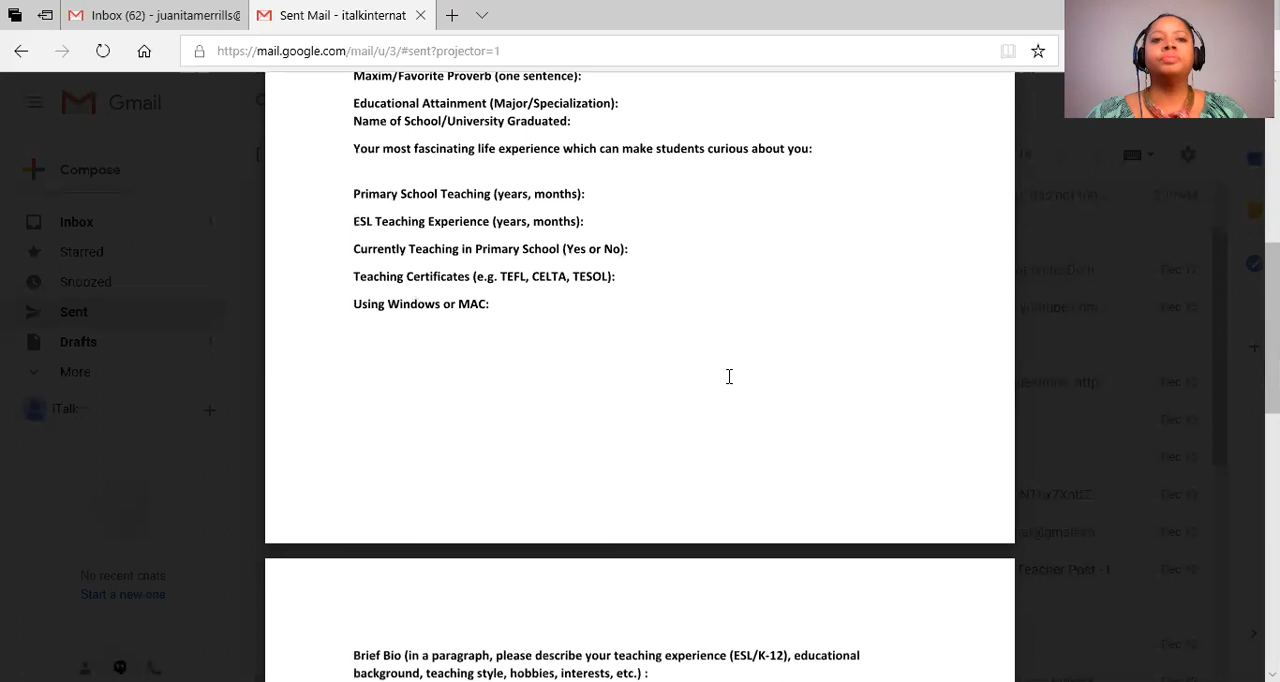 Inbox (62) - juanitamerrills@
Sent Mail - italkinternat
https://mail.google.com/mail/u/3/#sent?projector=1
Gmail
Compose
Inbox
Starred
Snoozed
Sent
Drafts
More
iTalk
No recent chats
Start a new one
Maxim/Favorite Proverb (one sentence):
Educational Attainment (Major/Specialization):
Name of School/University Graduated:
Your most fascinating life experience which can make students curious about you:
Primary School Teaching (years, months):
ESL Teaching Experience (years, months):
Currently Teaching in Primary School (Yes or No):
Teaching Certificates (e.g. TEFL, CELTA, TESOL):
Using Windows or MAC:
Brief Bio (in a paragraph, please describe your teaching experience (ESL/K-12), educational
background, teaching style, hobbies, interests, etc.) :